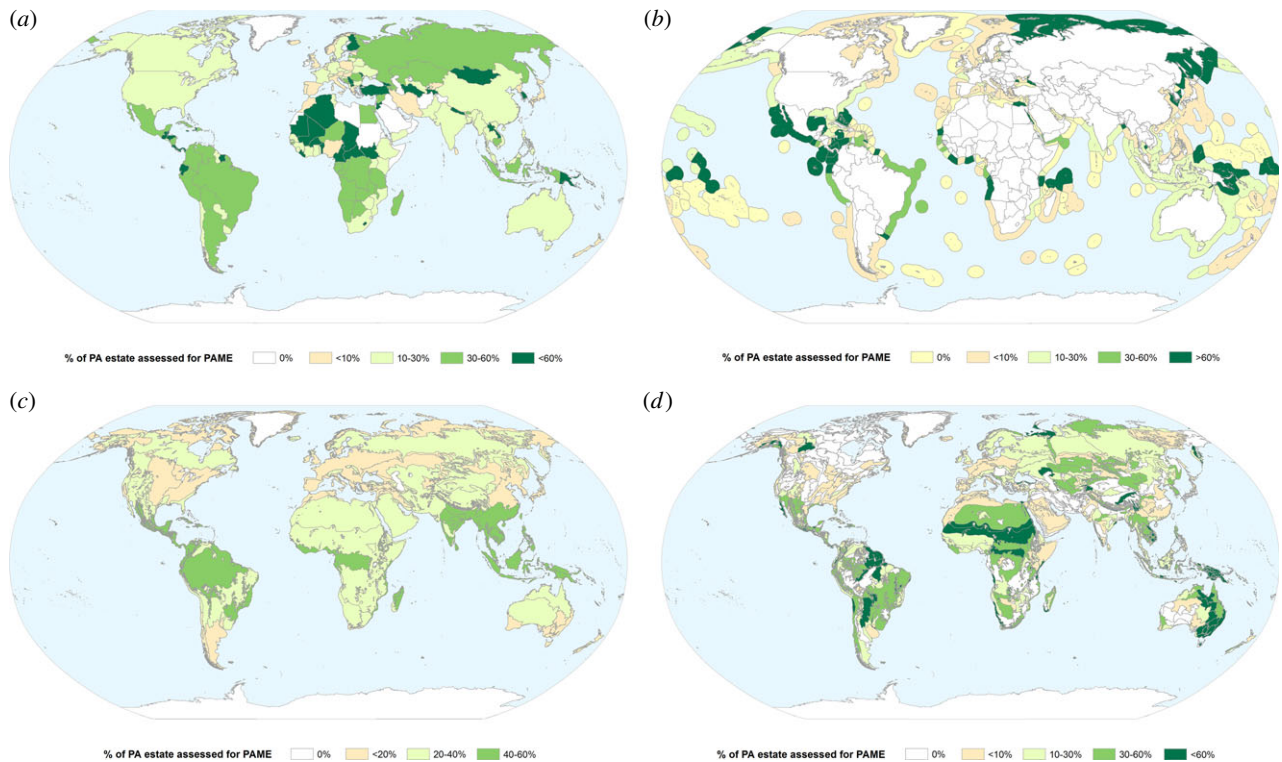 (a)
(b)
% of PA estate assessed for PAME 0% <10% 10-30% 30-60% <60%
% of PA estate assessed for PAME 0% <10% 10-30% 30-60% >60%
(c)
(d)
% of PA estate assessed for PAME 0% <20% 20-40% 40-60%
% of PA estate assessed for PAME 0% <10% 10-30% 30-60% <60%